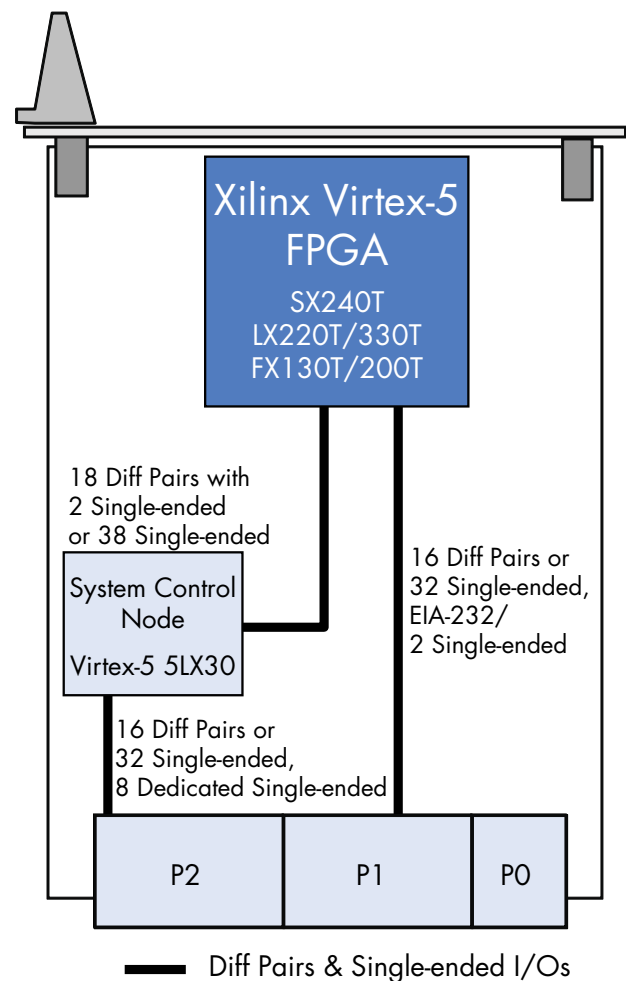 Xilinx Virtex-5
FPGA
SX240T
LX220T/330T
FX130T/200T
18 Diff Pairs with
2 Single-ended
or 38 Single-ended
System Control
Node
Virtex-5 5LX30
16 Diff Pairs or
32 Single-ended,
EIA-232/
2 Single-ended
16 Diff Pairs or
32 Single-ended,
8 Dedicated Single-ended
P2
P1
P0
Diff Pairs & Single-ended I/Os